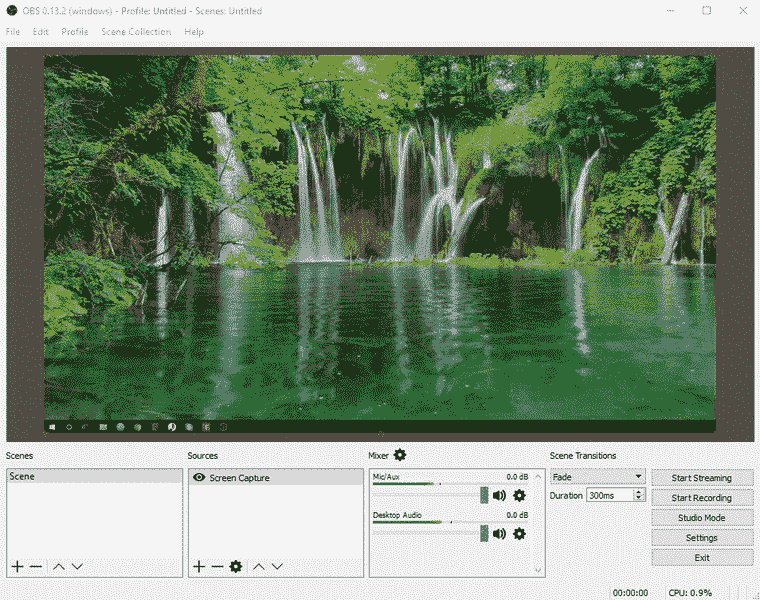 OBS 0.13.2 (windows) - Profile: Untitled - Scenes: Untitled
File Edit Profile Scene Collection Help
Scenes Sources Mixer Scene Transitions
Scene
Screen Capture
Mic/Aux 0.0 dB
Desktop Audio 0.0 dB
Fade
Duration 300ms
Start Streaming
Start Recording
Studio Mode
Settings
Exit
00:00:00 CPU: 0.9%